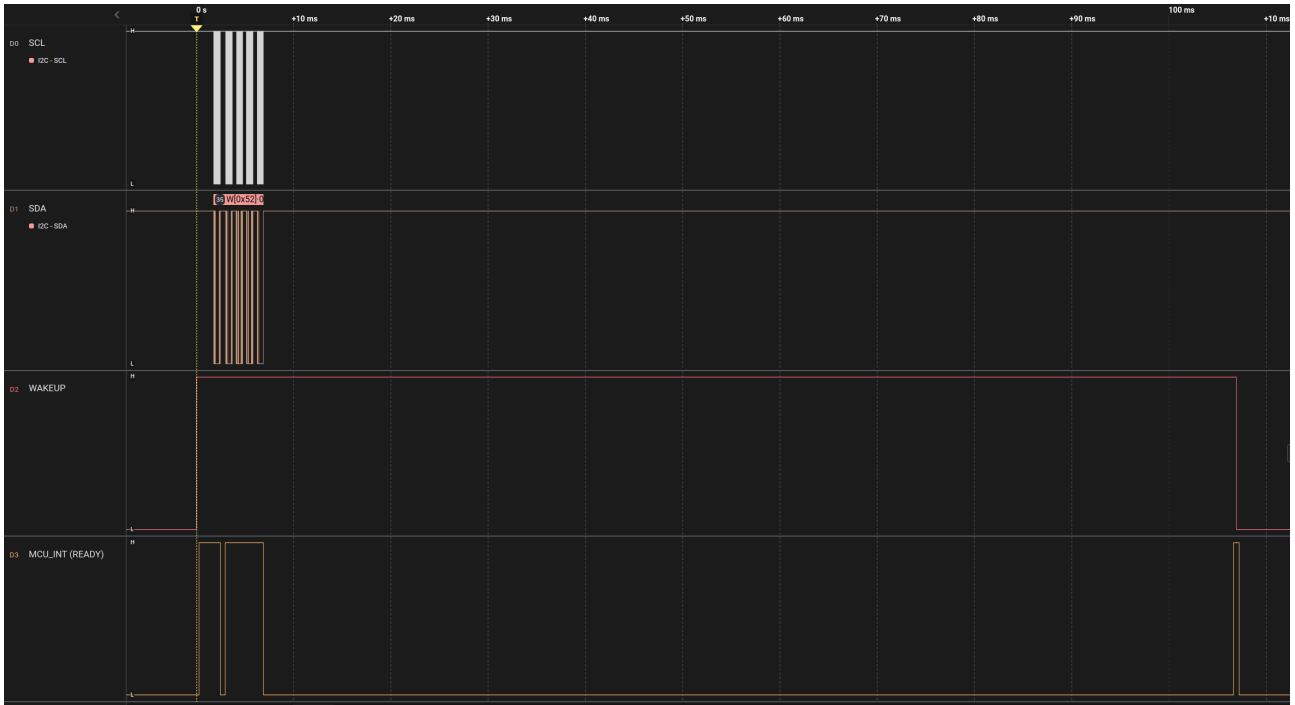 0 s
100 ms
T +10 ms +20 ms +30 ms +40 ms +50 ms +60 ms +70 ms +80 ms +90 ms +10 ms
H
D0 SCL
I2C - SCL
L
[35] W[0x52]
D1 SDA
H
I2C - SDA
L
H
D2 WAKEUP
L
H
D3 MCU_INT (READY)
L